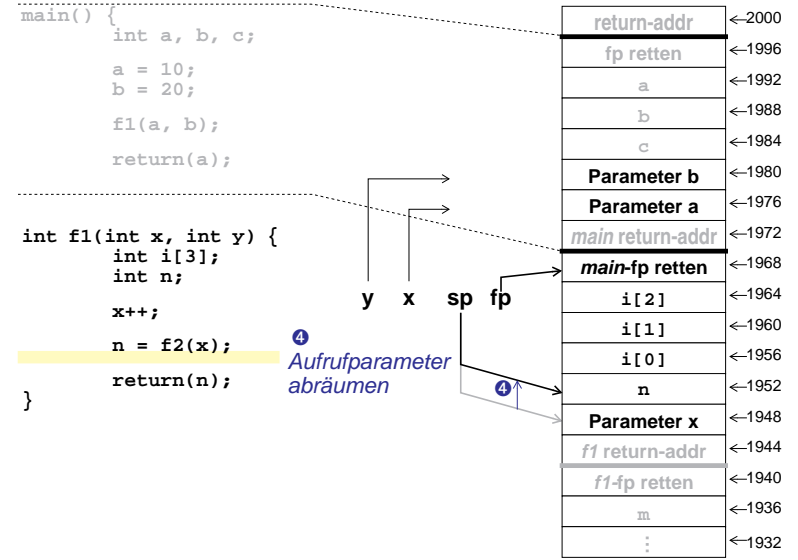 main() {
int a, b, c;
a = 10;
b = 20;
f1(a, b);
return(a);
int f1(int x, int y) {
int i[3];
int n;
x++;
n = f2(x);
return(n);
}
❹
Aufrufparameter
abräumen
y x sp fp
❹
return-addr 2000
fp retten 1996
a 1992
b 1988
c 1984
Parameter b 1980
Parameter a 1976
main return-addr 1972
main-fp retten 1968
i[2] 1964
i[1] 1960
i[0] 1956
n 1952
Parameter x 1948
f1 return-addr 1944
f1-fp retten 1940
m 1936
⋮ 1932